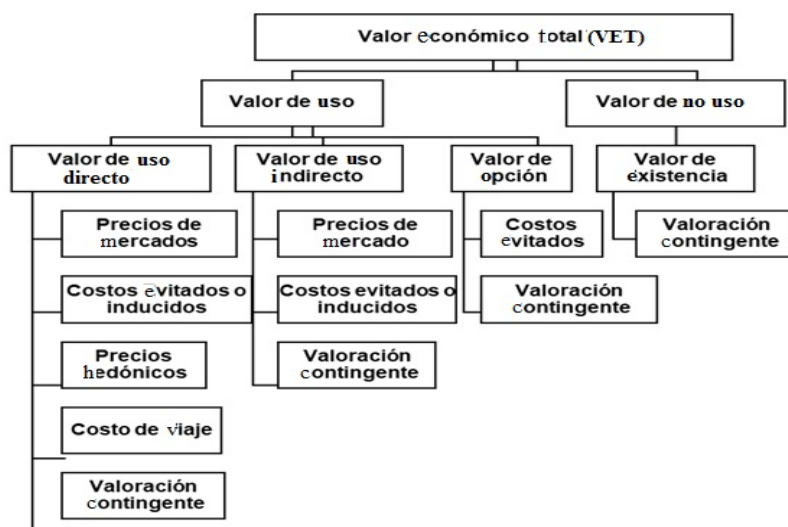 Valor económico total (VET)
Valor de uso
Valor de no uso
Valor de uso
directo
Valor de uso
indirecto
Valor de
opción
Valor de
existencia
Precios de
mercados
Precios de
mercado
Costos
evitados
Valoración
contingente
Costos evitados o
inducidos
Costos evitados o
inducidos
Valoración
contingente
Precios
hedónicos
Valoración
contingente
Costo de viaje
Valoración
contingente